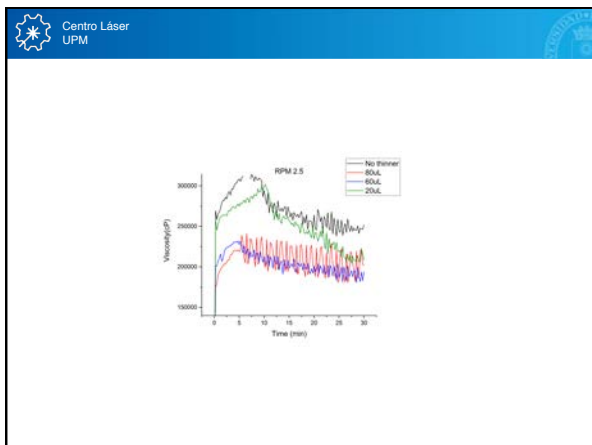 Centro Láser
UPM
RPM 2.5
No thinner
80uL
60uL
20uL
Viscosity(cP)
300000
250000
200000
150000
0 5 10 15 20 25 30
Time (min)